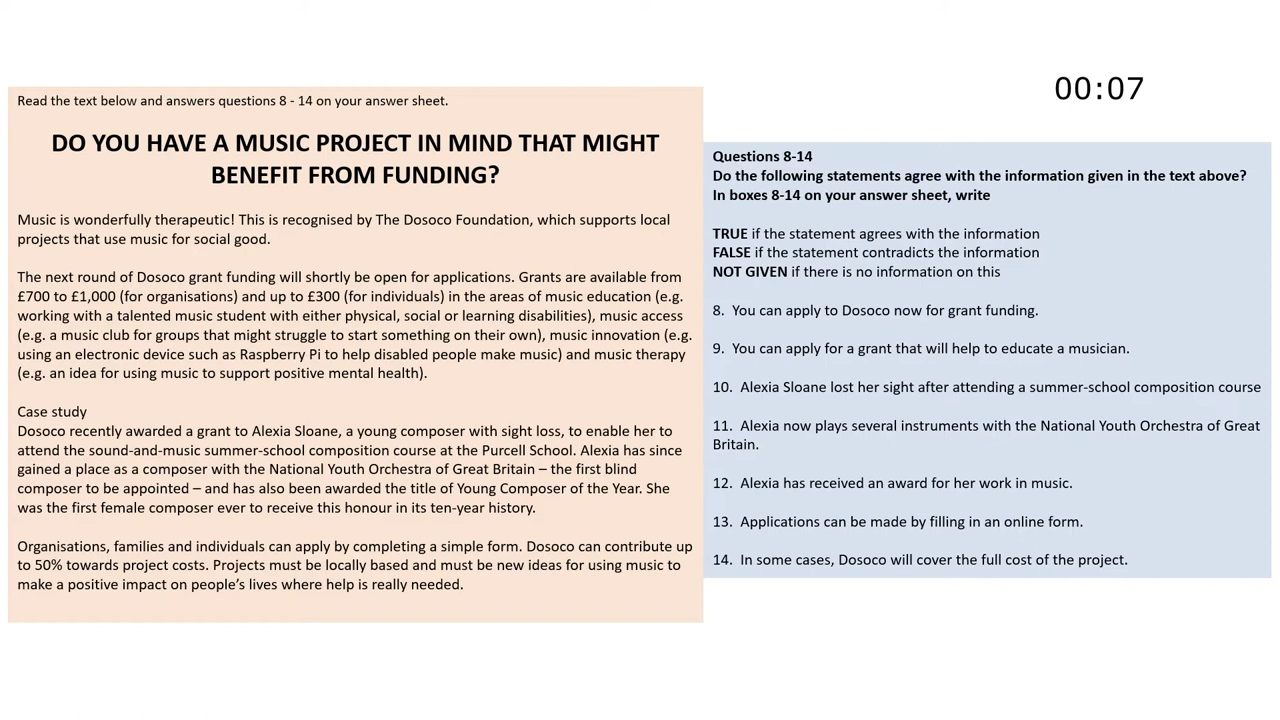 00:07
Read the text below and answers questions 8 - 14 on your answer sheet.
DO YOU HAVE A MUSIC PROJECT IN MIND THAT MIGHT
BENEFIT FROM FUNDING?
Music is wonderfully therapeutic! This is recognised by The Dosoco Foundation, which supports local
projects that use music for social good.
The next round of Dosoco grant funding will shortly be open for applications. Grants are available from
£700 to £1,000 (for organisations) and up to £300 (for individuals) in the areas of music education (e.g.
working with a talented music student with either physical, social or learning disabilities), music access
(e.g. a music club for groups that might struggle to start something on their own), music innovation (e.g.
using an electronic device such as Raspberry Pi to help disabled people make music) and music therapy
(e.g. an idea for using music to support positive mental health).
Case study
Dosoco recently awarded a grant to Alexia Sloane, a young composer with sight loss, to enable her to
attend the sound-and-music summer-school composition course at the Purcell School. Alexia has since
gained a place as a composer with the National Youth Orchestra of Great Britain – the first blind
composer to be appointed – and has also been awarded the title of Young Composer of the Year. She
was the first female composer ever to receive this honour in its ten-year history.
Organisations, families and individuals can apply by completing a simple form. Dosoco can contribute up
to 50% towards project costs. Projects must be locally based and must be new ideas for using music to
make a positive impact on people's lives where help is really needed.
Questions 8-14
Do the following statements agree with the information given in the text above?
In boxes 8-14 on your answer sheet, write
TRUE if the statement agrees with the information
FALSE if the statement contradicts the information
NOT GIVEN if there is no information on this
8. You can apply to Dosoco now for grant funding.
9. You can apply for a grant that will help to educate a musician.
10. Alexia Sloane lost her sight after attending a summer-school composition course
11. Alexia now plays several instruments with the National Youth Orchestra of Great
Britain.
12. Alexia has received an award for her work in music.
13. Applications can be made by filling in an online form.
14. In some cases, Dosoco will cover the full cost of the project.